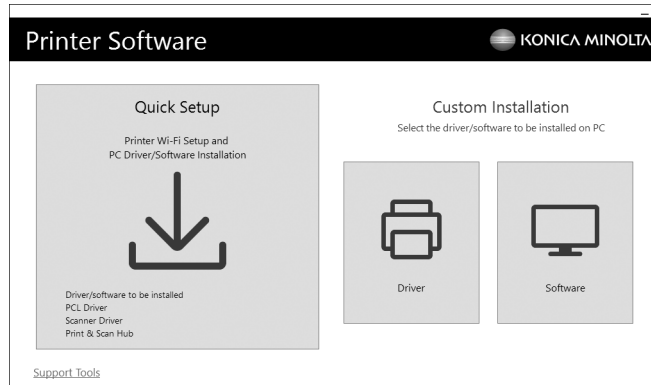 Printer Software
KONICA MINOLTA
Quick Setup
Printer Wi-Fi Setup and
PC Driver/Software Installation
Driver/software to be installed
PCL Driver
Scanner Driver
Print & Scan Hub
Custom Installation
Select the driver/software to be installed on PC
Driver
Software
Support Tools